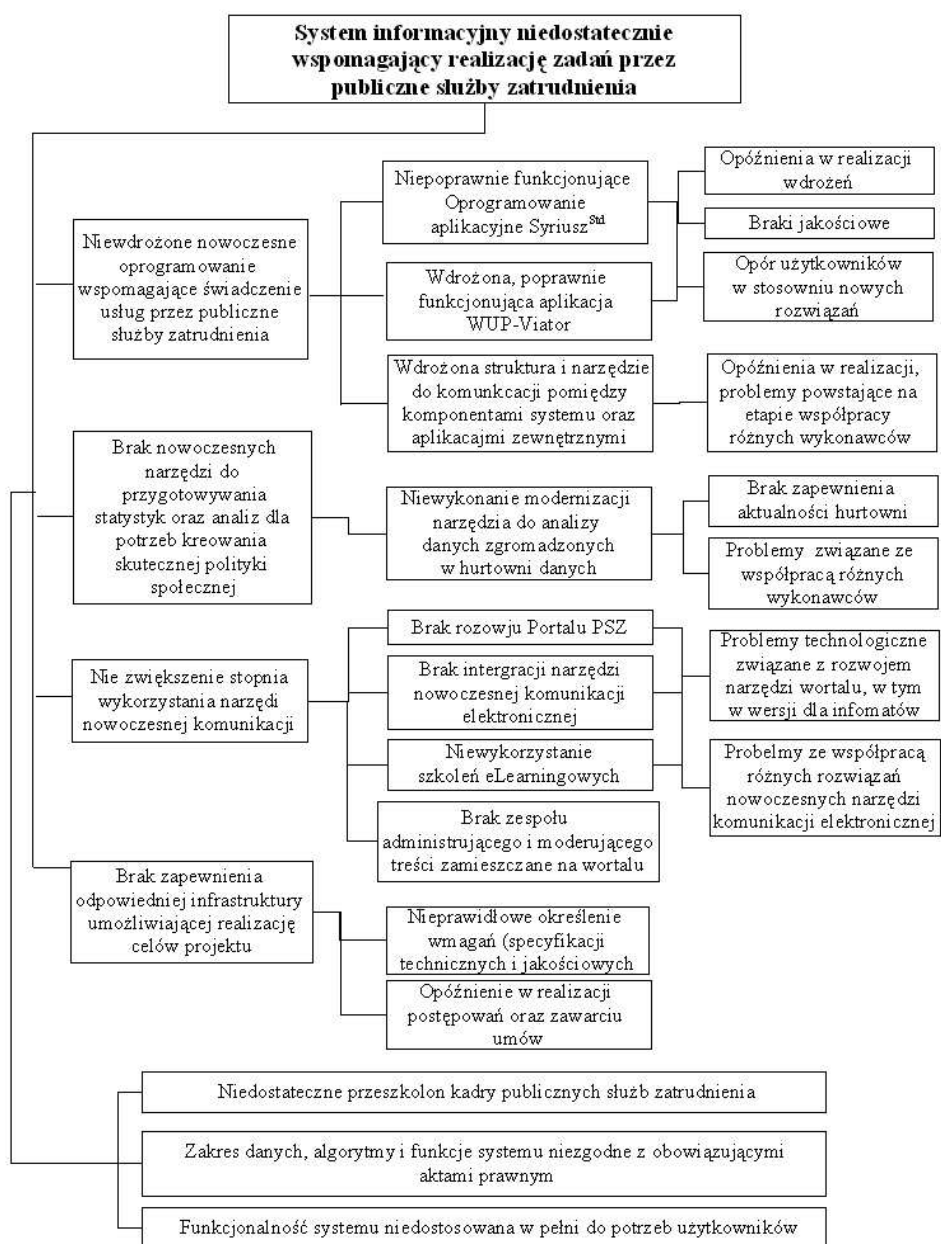 System informacyjny niedostatecznie
wspomagający realizację zadań przez
publiczne służby zatrudnienia
Niewdrożone nowoczesne
oprogramowanie
wspomagające świadczenie
usług przez publiczne
służby zatrudnienia
Niepoprawnie funkcjonujące
Oprogramowanie
aplikacyjne Syriusz Std
Opóźnienia w realizacji
wdrożeń
Braki jakościowe
Wdrożona, poprawnie
funkcjonująca aplikacja
WUP-Viator
Opór użytkowników
w stosowniu nowych
rozwiązań
Wdrożona struktura i narzędzie
do komunkcacji pomiędzy
komponentami systemu oraz
aplikacajmi zewnętrznymi
Opóźnienia w realizacji,
problemy powstające na
etapie współpracy
różnych wykonawców
Brak nowoczesnych
narzędzi do
przygotowywania
statystyk oraz analiz dla
potrzeb kreowania
skutecznej polityki
społecznej
Niewykonanie modernizacji
narzędzia do analizy
danych zgromadzonych
w hurtowni danych
Brak zapewnienia
aktualności hurtowni
Problemy związane ze
współpracą różnych
wykonawców
Nie zwiększenie stopnia
wykorzystania narzędi
nowoczesnej komunikacji
Brak rozowju Portalu PSZ
Brak intergracji narzędzi
nowoczesnej komunikacji
elektronicznej
Niewykorzystanie
szkoleń eLearningowych
Brak zespołu
administrującego i moderującego
treści zamieszczane na wortalu
Problemy technologiczne
związane z rozwojem
narzędzi wortalu, w tym
w wersji dla infomatów
Probelmy ze współpracą
różnych rozwiązań
nowoczesnych narzędzi
komunikacji elektronicznej
Brak zapewnienia
odpowiedniej infrastruktury
umożliwiającej realizację
celów projektu
Nieprawidłowe określenie
wmagań (specyfikacji
technicznych i jakościowych
Opóźnienie w realizacji
postępowań oraz zawarciu
umów
Niedostateczne przeszkolon kadry publicznych służb zatrudnienia
Zakres danych, algorytmy i funkcje systemu niezgodne z obowiązującymi
aktami prawnym
Funkcjonalność systemu niedostosowana w pełni do potrzeb użytkowników